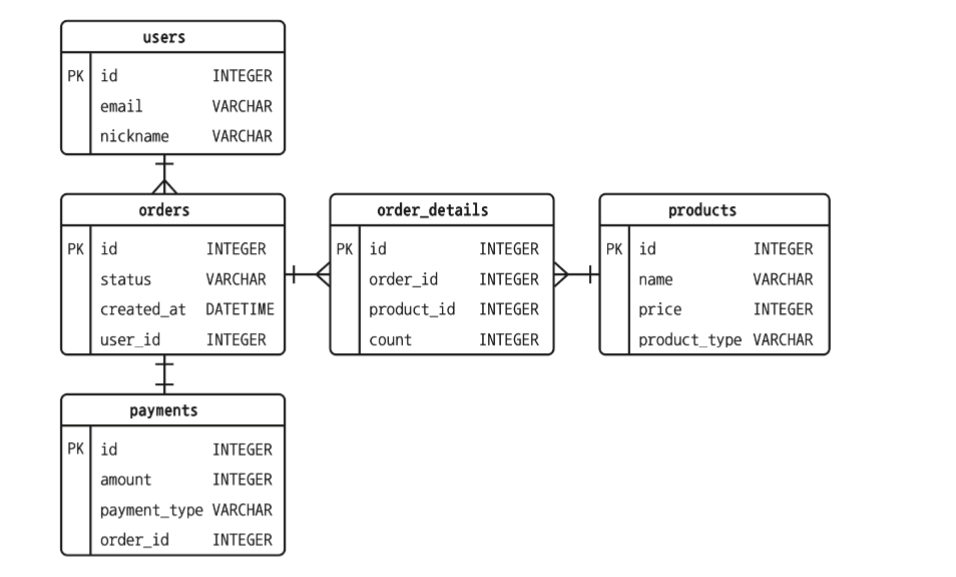 users
PK id INTEGER
email VARCHAR
nickname VARCHAR
orders
PK id INTEGER
status VARCHAR
created_at DATETIME
user_id INTEGER
order_details
PK id INTEGER
order_id INTEGER
product_id INTEGER
count INTEGER
products
PK id INTEGER
name VARCHAR
price INTEGER
product_type VARCHAR
payments
PK id INTEGER
amount INTEGER
payment_type VARCHAR
order_id INTEGER